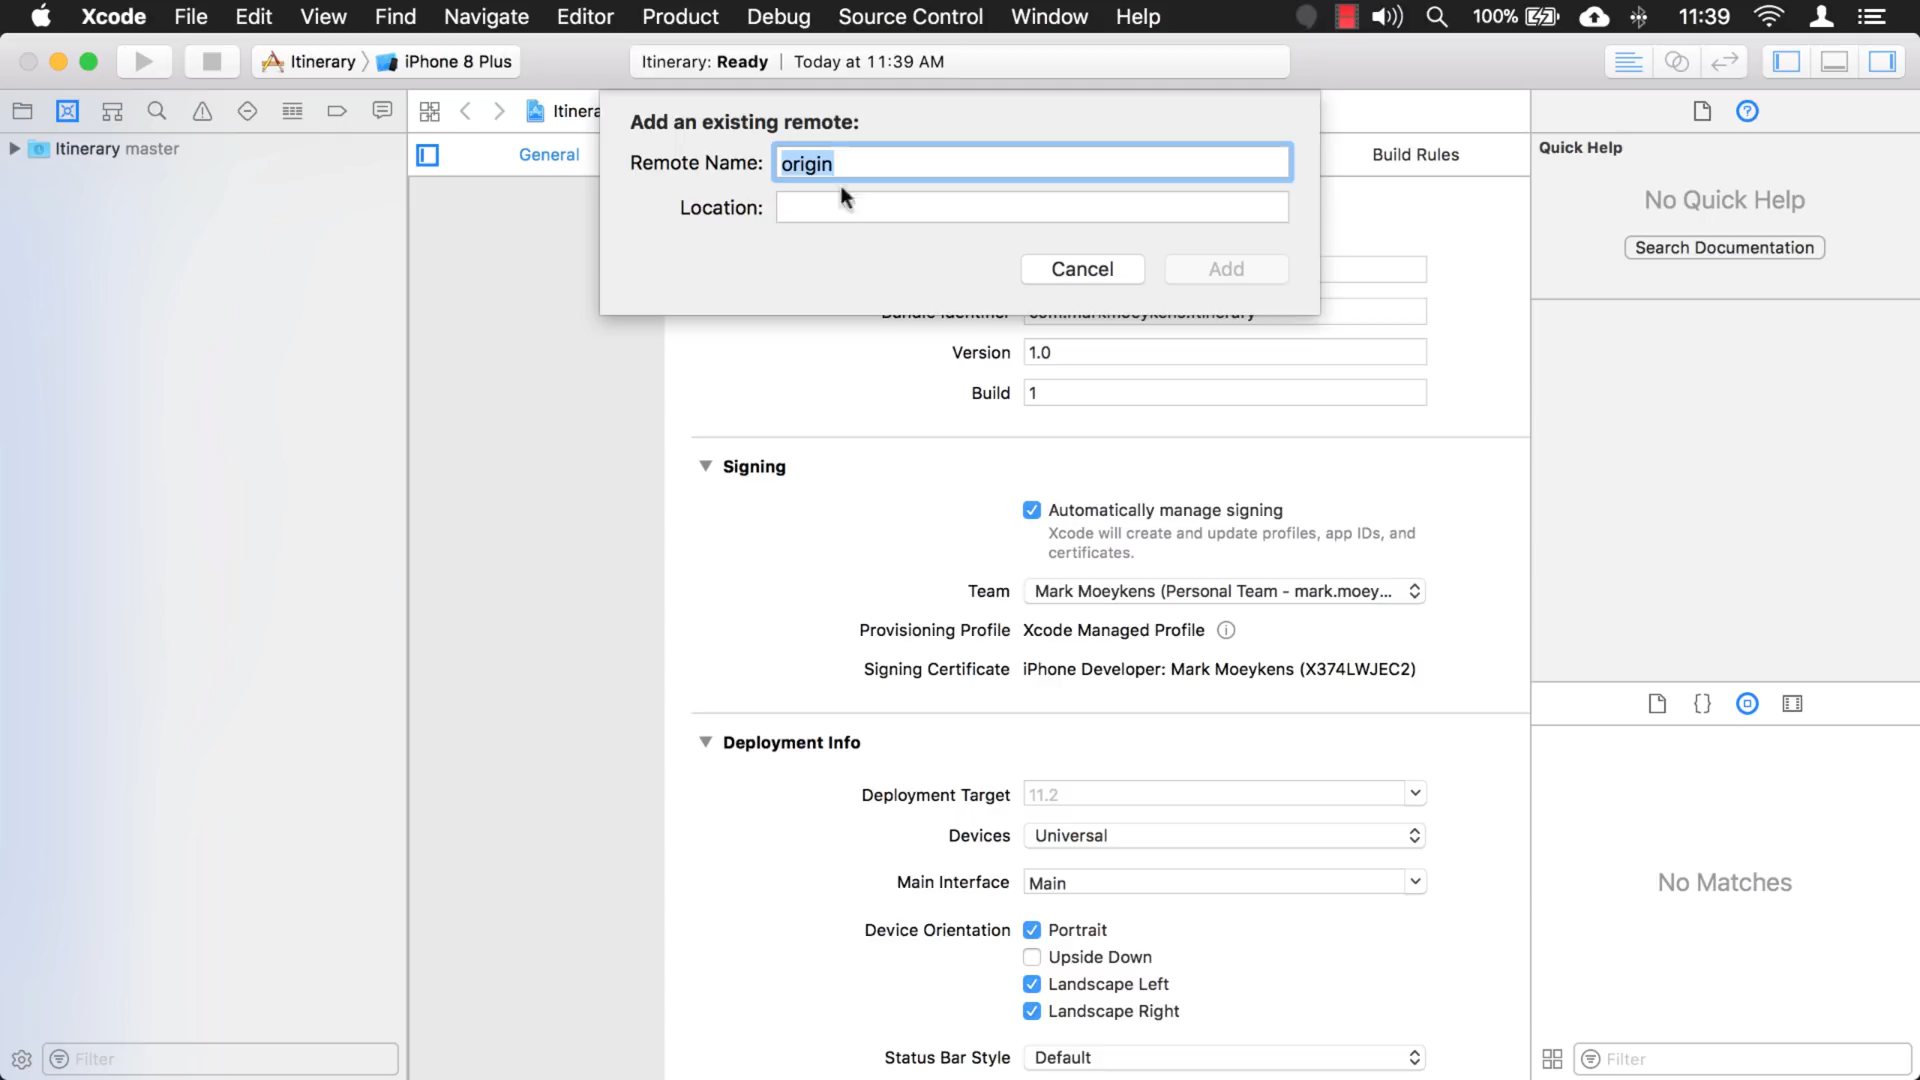 Xcode File Edit View Find Navigate Editor Product Debug Source Control Window Help 100% 11:39
Itinerary iPhone 8 Plus
Itinerary: Ready Today at 11:39 AM
Itinera
Itinerary master
General
Build Rules
Add an existing remote:
Remote Name: origin
Location:
Cancel
Add
Quick Help
No Quick Help
Search Documentation
Bundle Identifier com.markmoeykens.Itinerary
Version 1.0
Build 1
Signing
Automatically manage signing
Xcode will create and update profiles, app IDs, and
certificates.
Team Mark Moeykens (Personal Team - mark.moey...
Provisioning Profile Xcode Managed Profile
Signing Certificate iPhone Developer: Mark Moeykens (X374LWJEC2)
Deployment Info
Deployment Target 11.2
Devices Universal
Main Interface Main
Device Orientation Portrait
Upside Down
Landscape Left
Landscape Right
Status Bar Style Default
No Matches
Filter
Filter